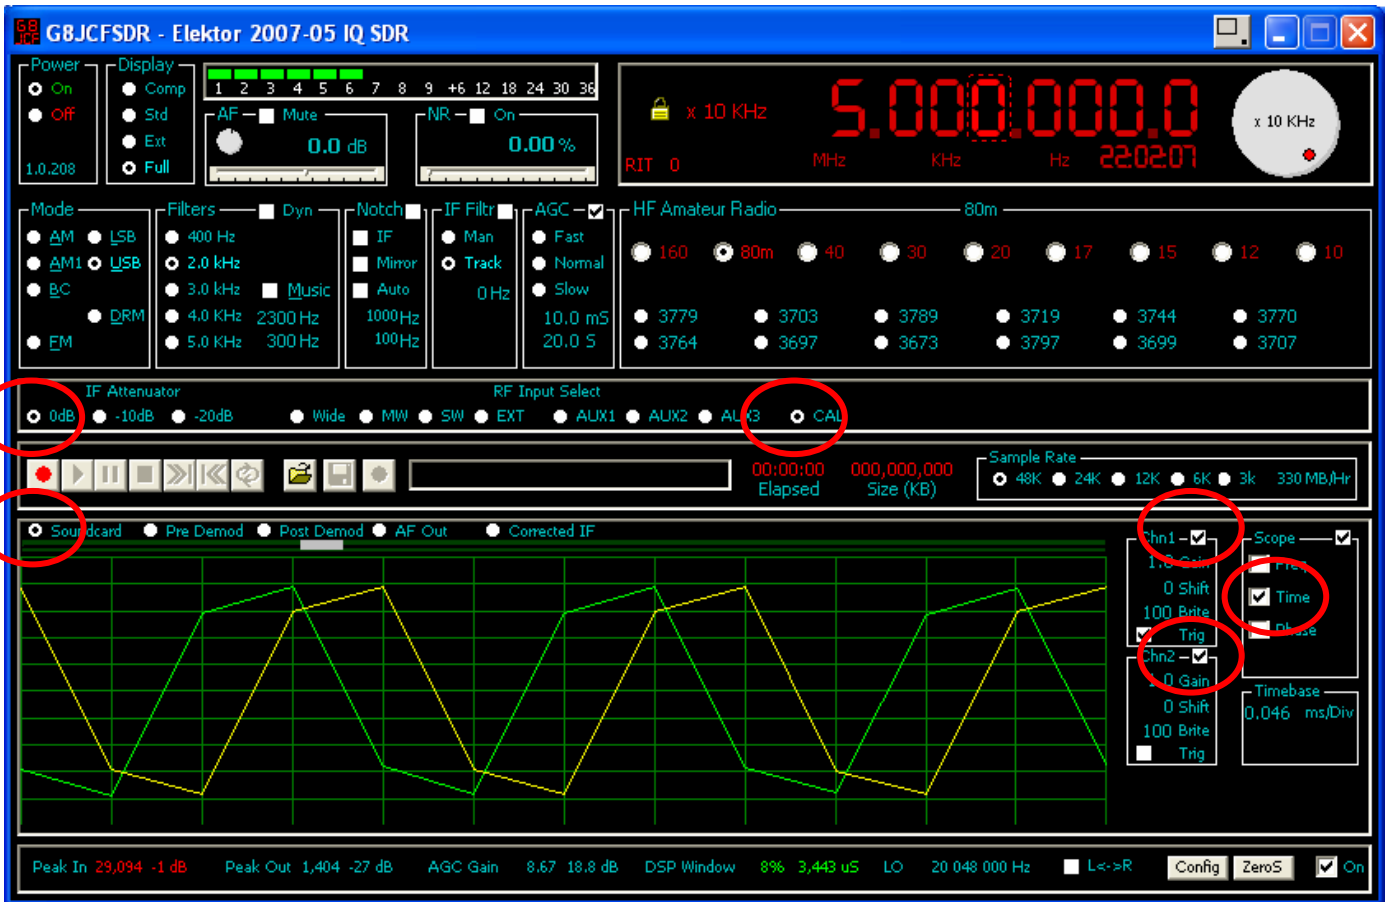 G8JCF G8JCFSDR - Elektor 2007-05 IQ SDR
Power Display
On Comp 1 2 3 4 5 6 7 8 9 +6 12 18 24 30 36
Off Std AF Mute NR On x 10 KHz 5.000.000.0 x 10 KHz
Ext 0.0 dB 0.00 %
1.0.208 Full RIT 0 MHz KHz Hz 22:02:07
Mode Filters Dyn Notch IF Filtr AGC HF Amateur Radio 80m
AM LSB 400 Hz IF Man Fast
AM1 USB 2.0 kHz Mirror Track Normal 160 80m 40 30 20 17 15 12 10
BC 3.0 kHz Music Auto 0 Hz Slow
DRM 4.0 KHz 2300 Hz 1000 Hz 10.0 mS 3779 3703 3789 3719 3744 3770
FM 5.0 KHz 300 Hz 100 Hz 20.0 S 3764 3697 3673 3797 3699 3707
IF Attenuator RF Input Select
0dB -10dB -20dB Wide MW SW EXT AUX1 AUX2 AUX3 CAL
00:00:00 000,000,000 Sample Rate
Elapsed Size (KB) 48K 24K 12K 6K 3k 330 MB/Hr
Soundcard Pre Demod Post Demod AF Out Corrected IF
Chn1 Scope
1.0 Gain Freq
0 Shift Time
100 Brite
Trig Phase
Chn2
1.0 Gain Timebase
0 Shift 0.046 ms/Div
100 Brite
Trig
Peak In 29,094 -1 dB Peak Out 1,404 -27 dB AGC Gain 8.67 18.8 dB DSP Window 8% 3,443 uS LO 20 048 000 Hz L<->R Config ZeroS On